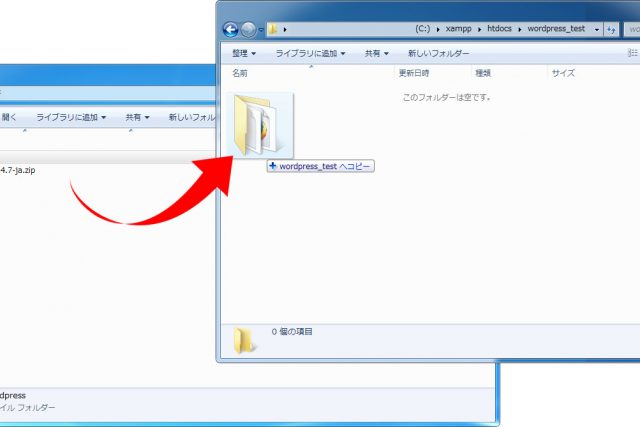 (C:) ▸ xampp ▸ htdocs ▸ wordpress_test
整理 ライブラリに追加 共有 新しいフォルダー
名前 更新日時 種類 サイズ
このフォルダーは空です。
wordpress_test へコピー
0 個の項目
開く ライブラリに追加 共有 新しいフォル
4.7-ja.zip
dpress
イル フォルダー